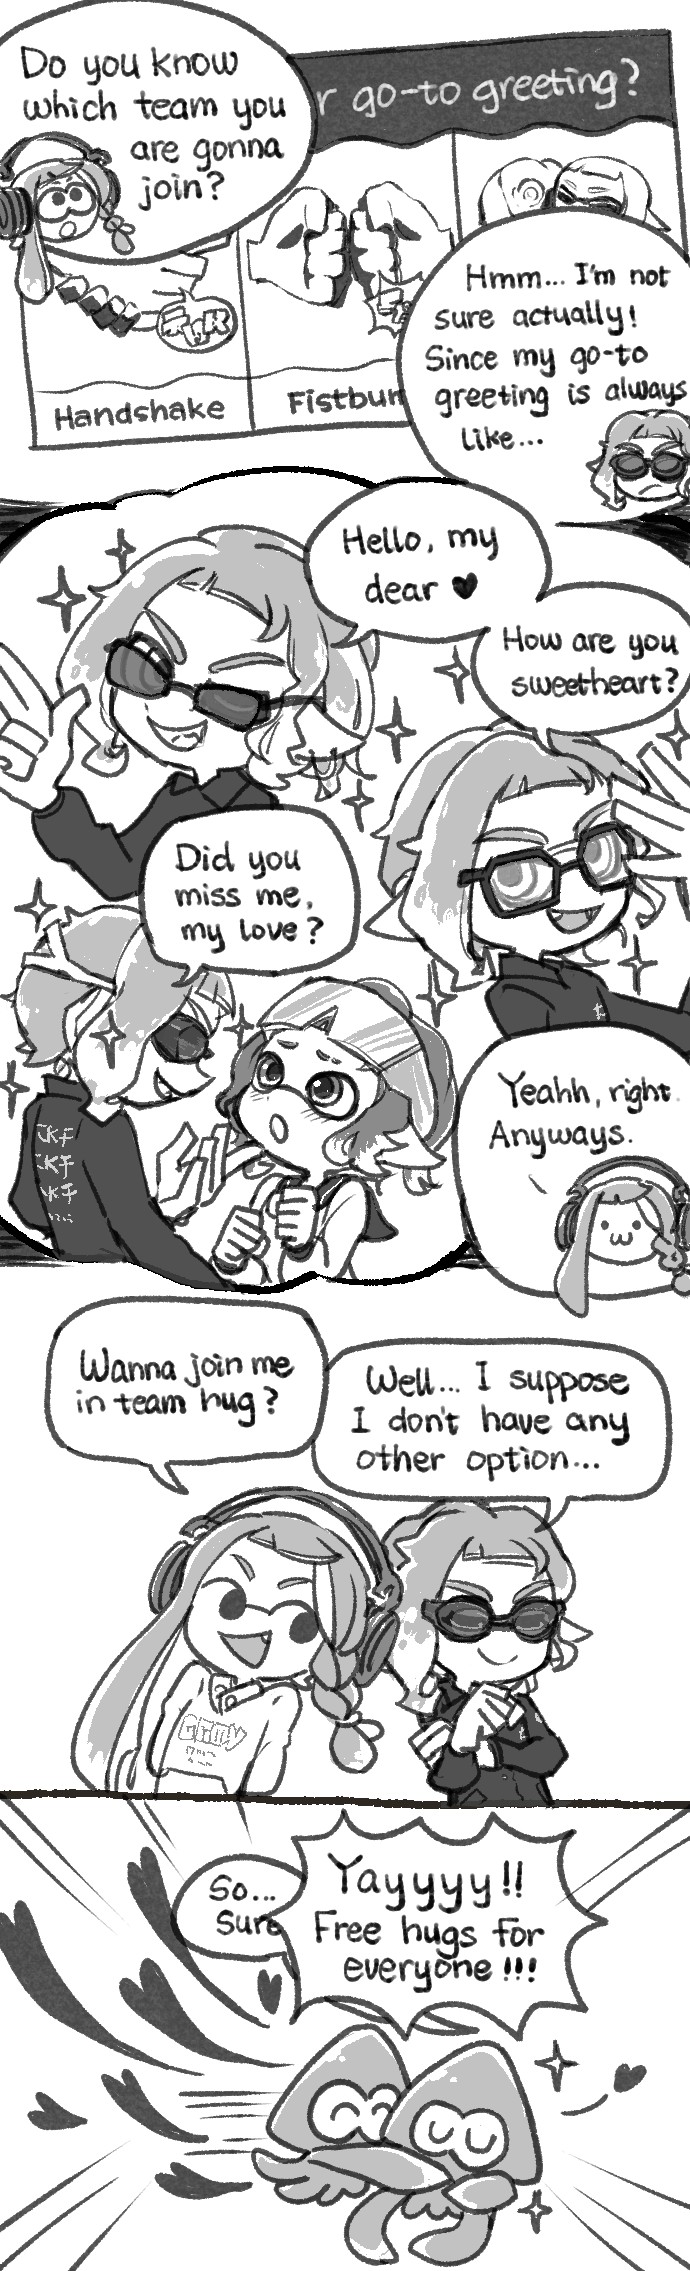 Do you know
which team you
are gonna
join?
go-to greeting?
Hmm... I'm not
sure actually!
Since my go-to
greeting is always
like...
Handshake
Hello, my
dear ♥
How are you
sweetheart?
Did you
miss me,
my love?
Yeahh, right.
Anyways.
Wanna join me
in team hug?
Well... I suppose
I don't have any
other option...
So...
Sure
Yayyyy!!
Free hugs for
everyone!!!